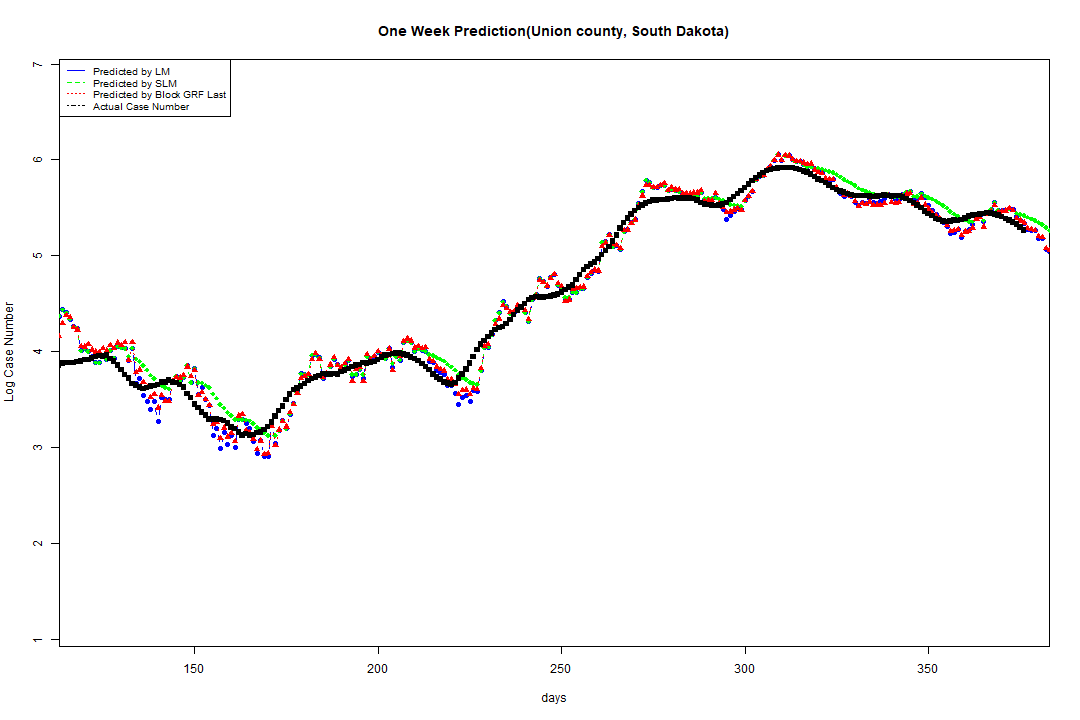 One Week Prediction(Union county, South Dakota)
Predicted by LM
Predicted by SLM
Predicted by Block GRF Last
Actual Case Number
7
6
5
4
3
2
1
Log Case Number
150 200 250 300 350
days